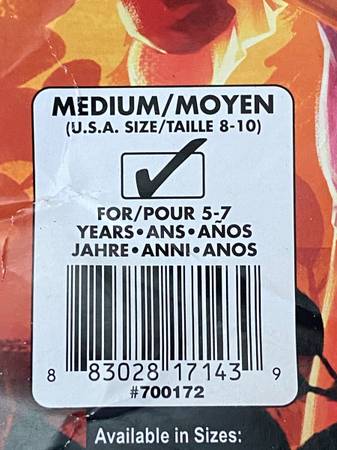 MEDIUM/MOYEN
(U.S.A. SIZE/TAILLE 8-10)
FOR/POUR 5-7
YEARS•ANS•AÑOS
JAHRE•ANNI•ANOS
8 83028 17143 9
#700172
Available in Sizes: